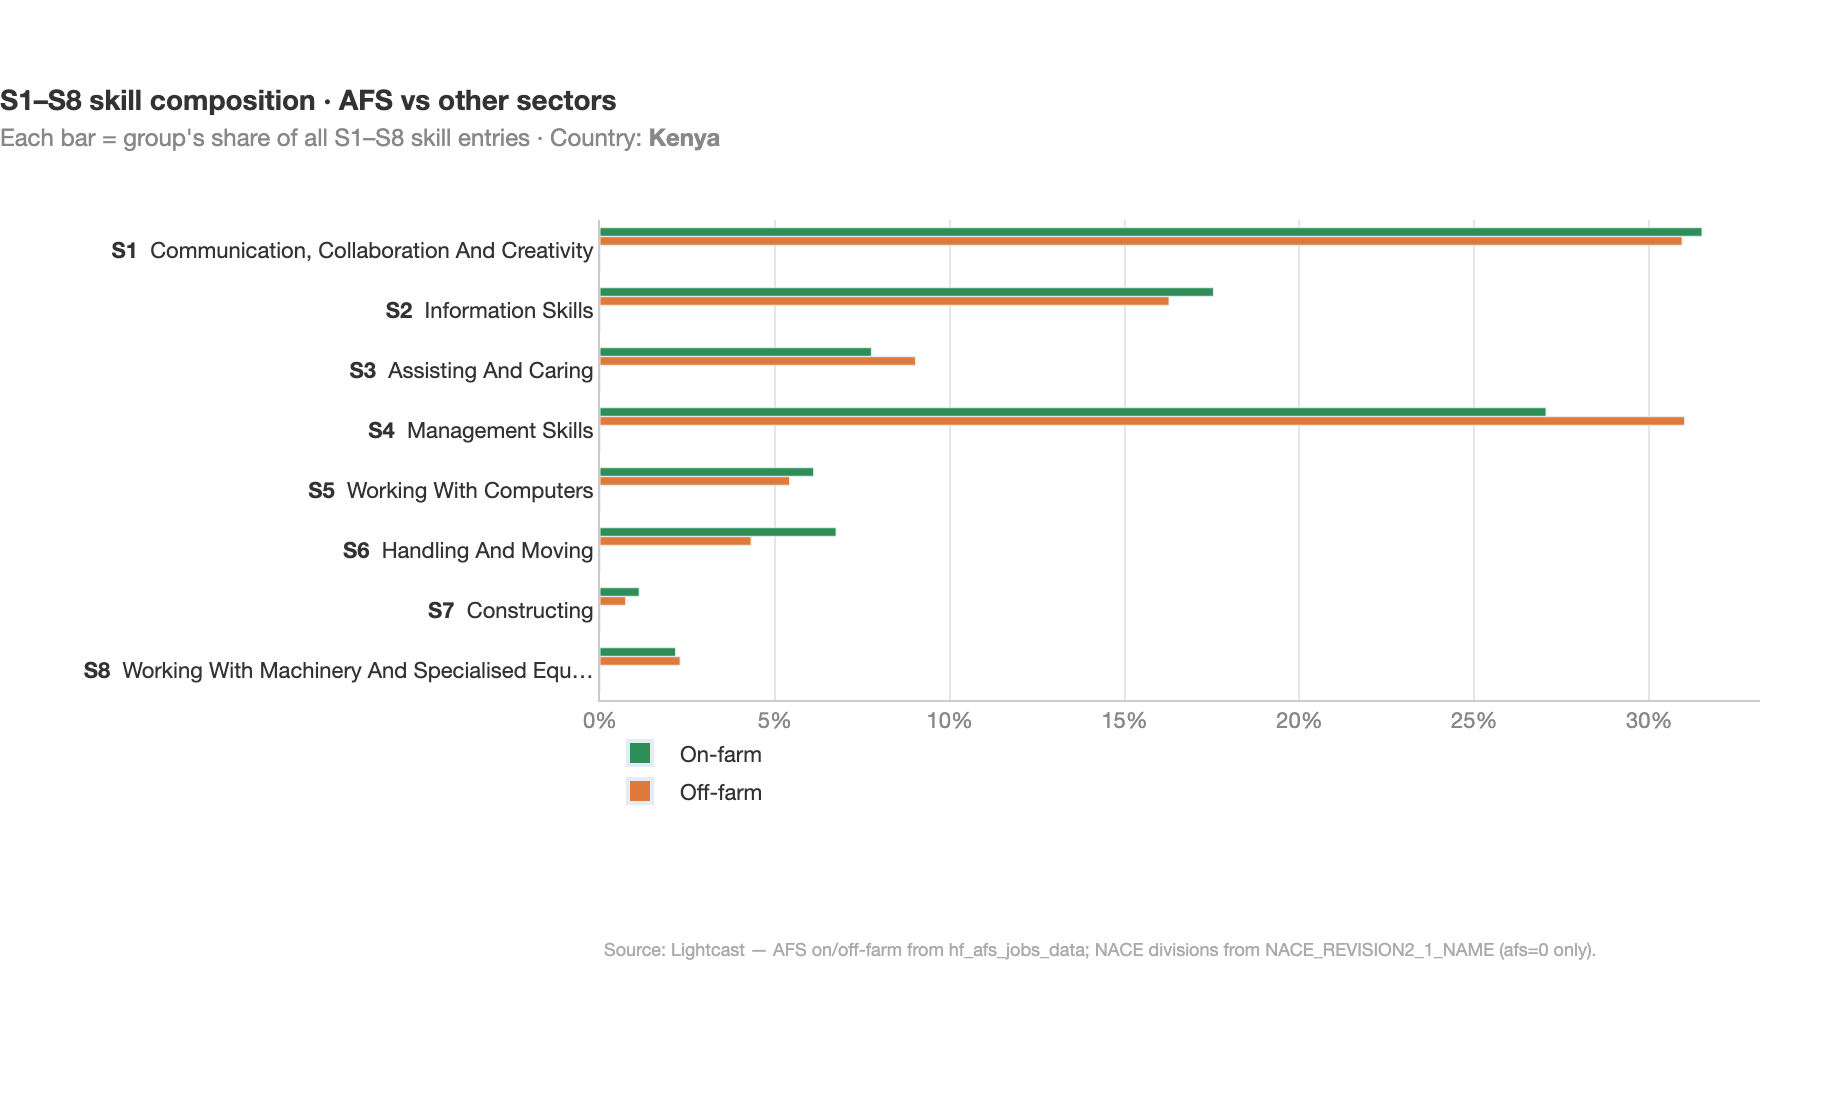 S1–S8 skill composition · AFS vs other sectors
Each bar = group's share of all S1–S8 skill entries · Country: Kenya
S1 Communication, Collaboration And Creativity
S2 Information Skills
S3 Assisting And Caring
S4 Management Skills
S5 Working With Computers
S6 Handling And Moving
S7 Constructing
S8 Working With Machinery And Specialised Equ…
0% 5% 10% 15% 20% 25% 30%
On-farm
Off-farm
Source: Lightcast — AFS on/off-farm from hf_afs_jobs_data; NACE divisions from NACE_REVISION2_1_NAME (afs=0 only).